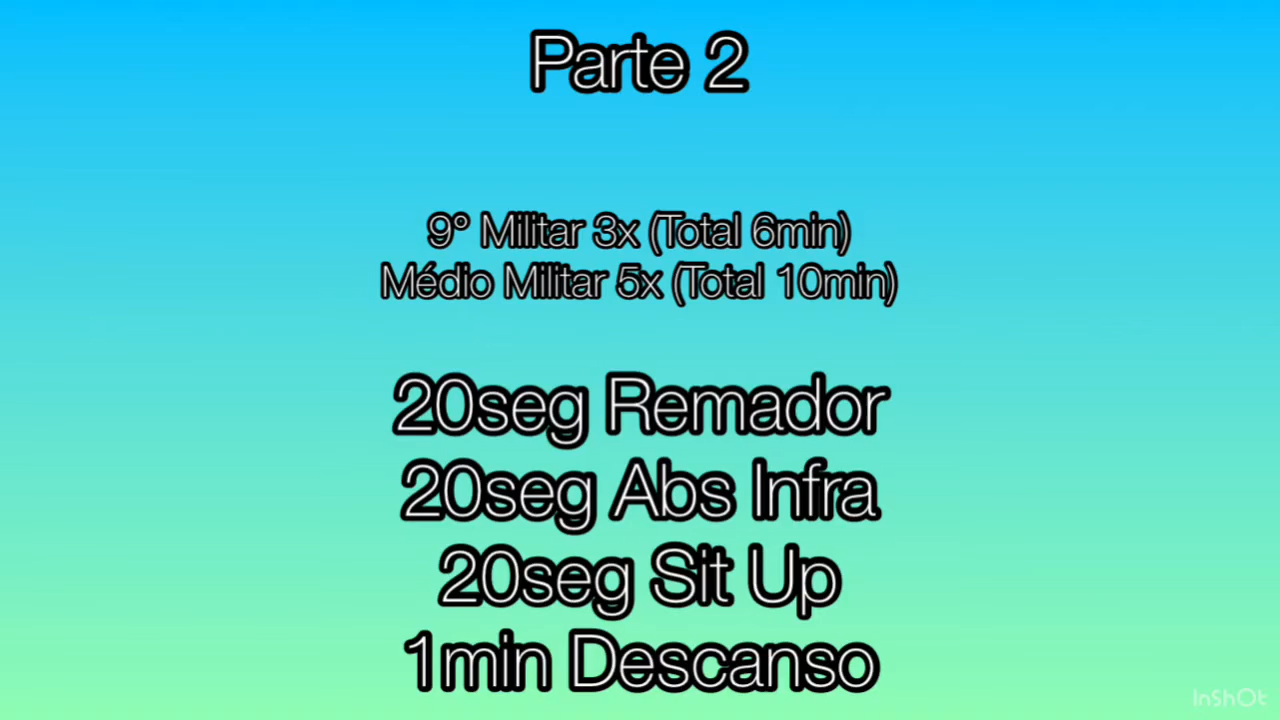 Parte 2
9° Militar 3x (Total 6min)
Médio Militar 5x (Total 10min)
20seg Remador
20seg Abs Infra
20seg Sit Up
1min Descanso
InShOt